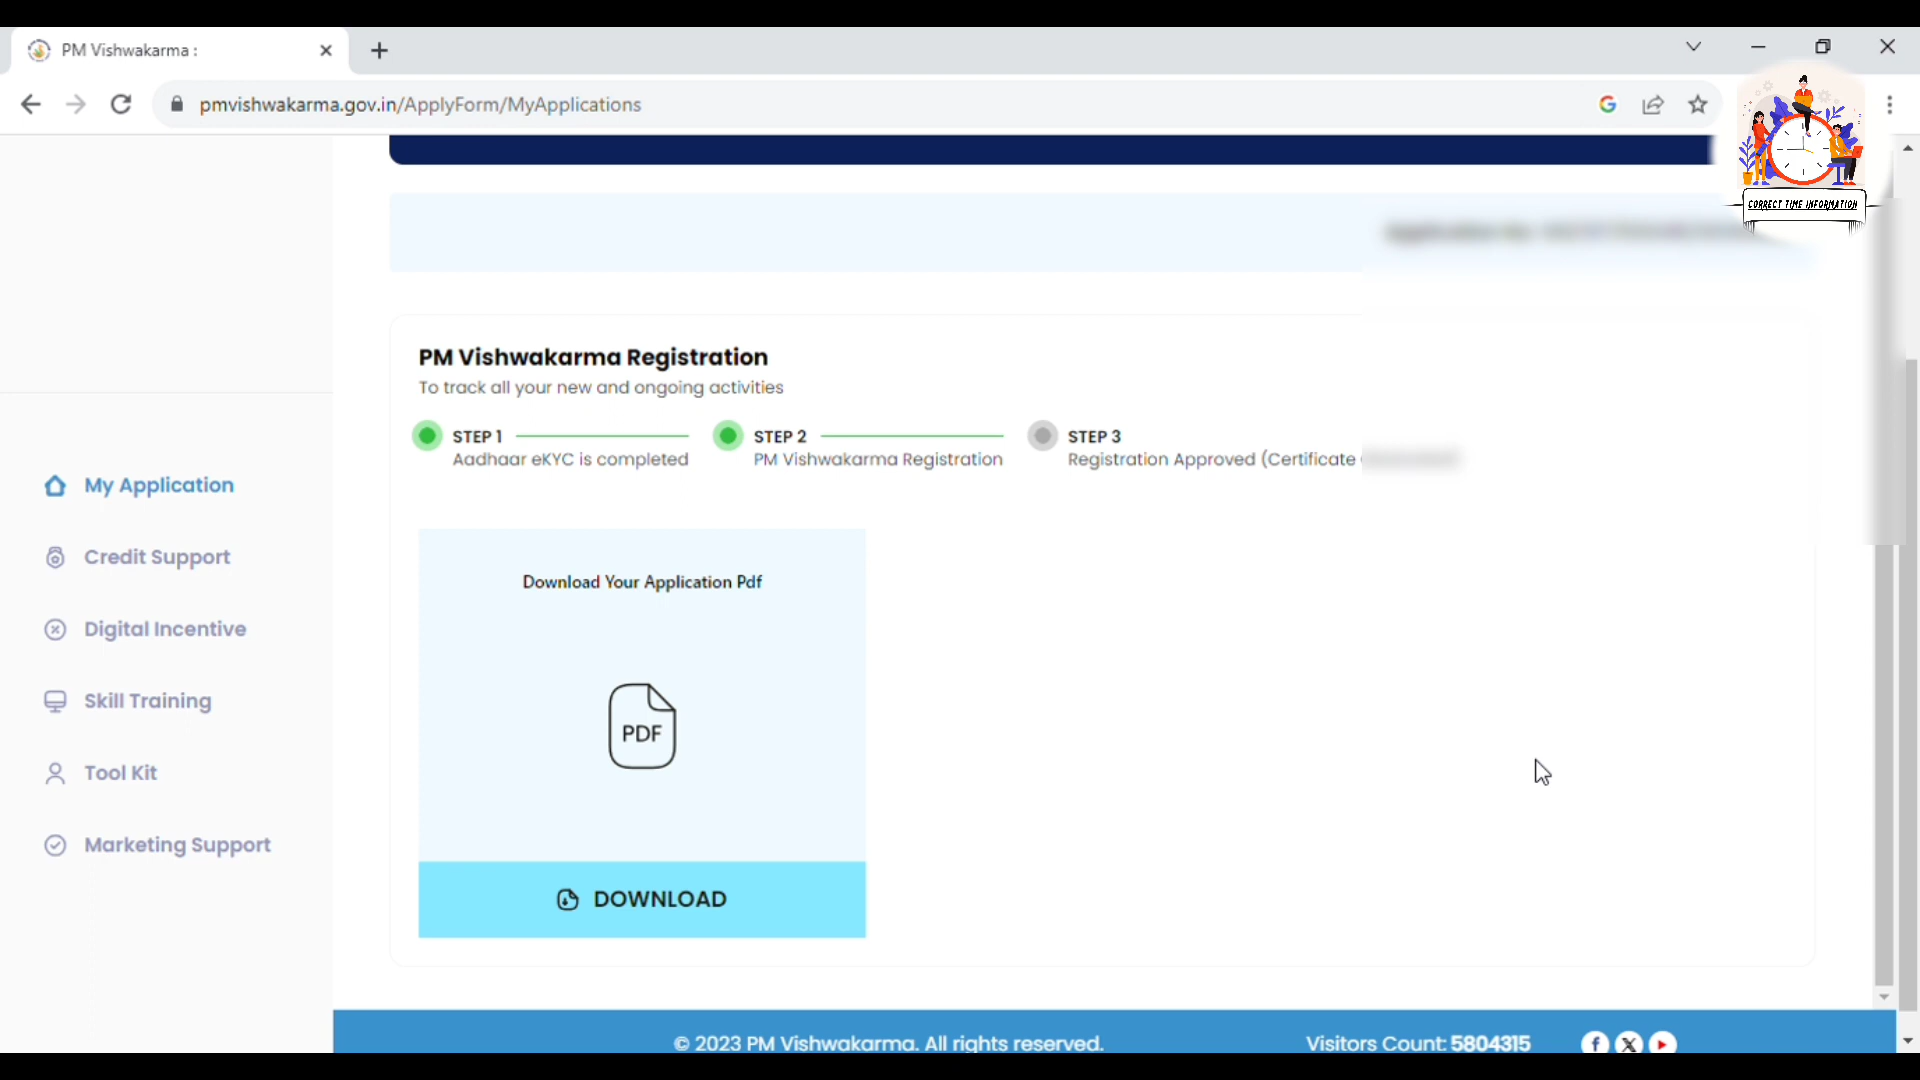 PM Vishwakarma :
pmvishwakarma.gov.in/ApplyForm/MyApplications
CORRECT TIME INFORMATION
PM Vishwakarma Registration
To track all your new and ongoing activities
STEP 1
Aadhaar eKYC is completed
STEP 2
PM Vishwakarma Registration
STEP 3
Registration Approved (Certificate
My Application
Credit Support
Digital Incentive
Skill Training
Tool Kit
Marketing Support
Download Your Application Pdf
PDF
DOWNLOAD
© 2023 PM Vishwakarma. All rights reserved.
Visitors Count: 5804315